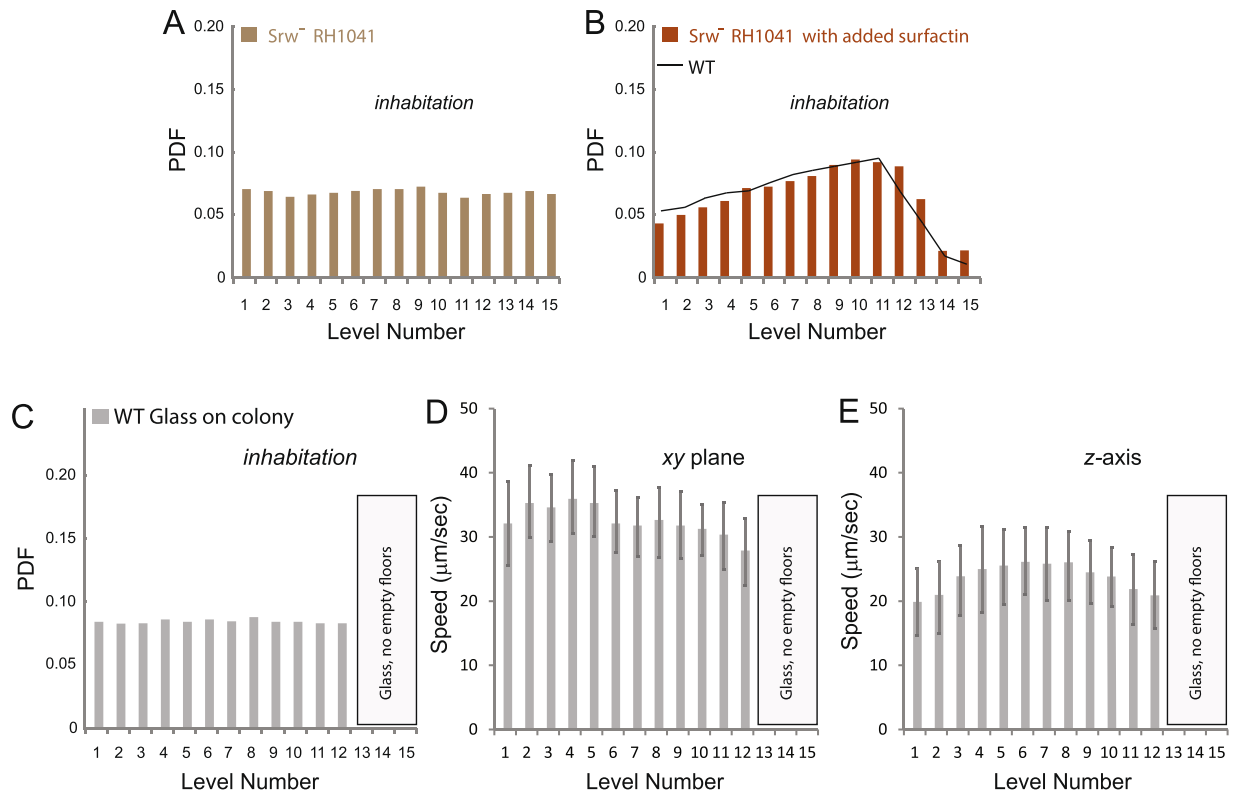 A
0.20
0.15
0.10
0.05
0
PDF
Srw⁻ RH1041
inhabitation
1 2 3 4 5 6 7 8 9 10 11 12 13 14 15
Level Number
B
0.20
0.15
0.10
0.05
0
PDF
Srw⁻ RH1041 with added surfactin
WT
inhabitation
1 2 3 4 5 6 7 8 9 10 11 12 13 14 15
Level Number
C
WT Glass on colony
inhabitation
0.20
0.15
0.10
0.05
0
PDF
Glass, no empty floors
1 2 3 4 5 6 7 8 9 10 11 12 13 14 15
Level Number
D
50
40
30
20
10
0
Speed (μm/sec)
xy plane
Glass, no empty floors
1 2 3 4 5 6 7 8 9 10 11 12 13 14 15
Level Number
E
50
40
30
20
10
0
Speed (μm/sec)
z-axis
Glass, no empty floors
1 2 3 4 5 6 7 8 9 10 11 12 13 14 15
Level Number